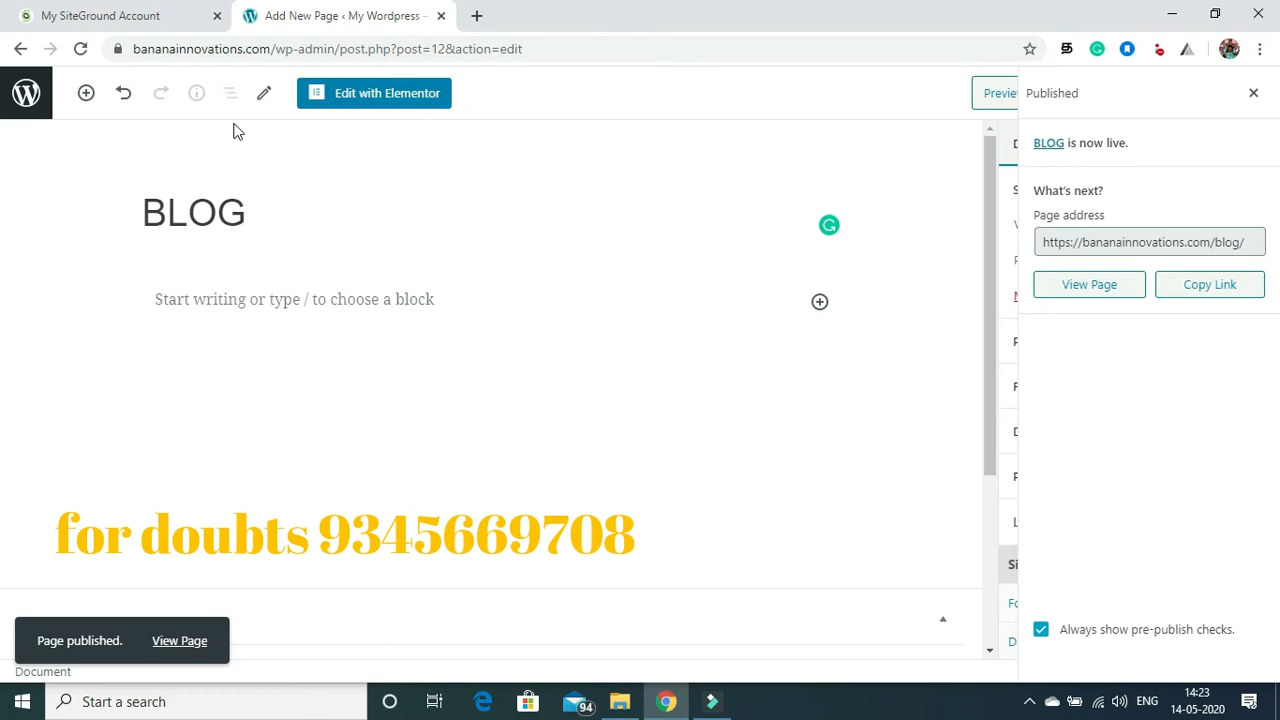 My SiteGround Account
Add New Page ‹ My Wordpress —
bananainnovations.com/wp-admin/post.php?post=12&action=edit
Edit with Elementor
Preview
Published
BLOG is now live.
What's next?
Page address
https://bananainnovations.com/blog/
View Page
Copy Link
BLOG
Start writing or type / to choose a block
for doubts 9345669708
Page published.
View Page
Always show pre-publish checks.
Document
Start a search
94
ENG
14:23
14-05-2020